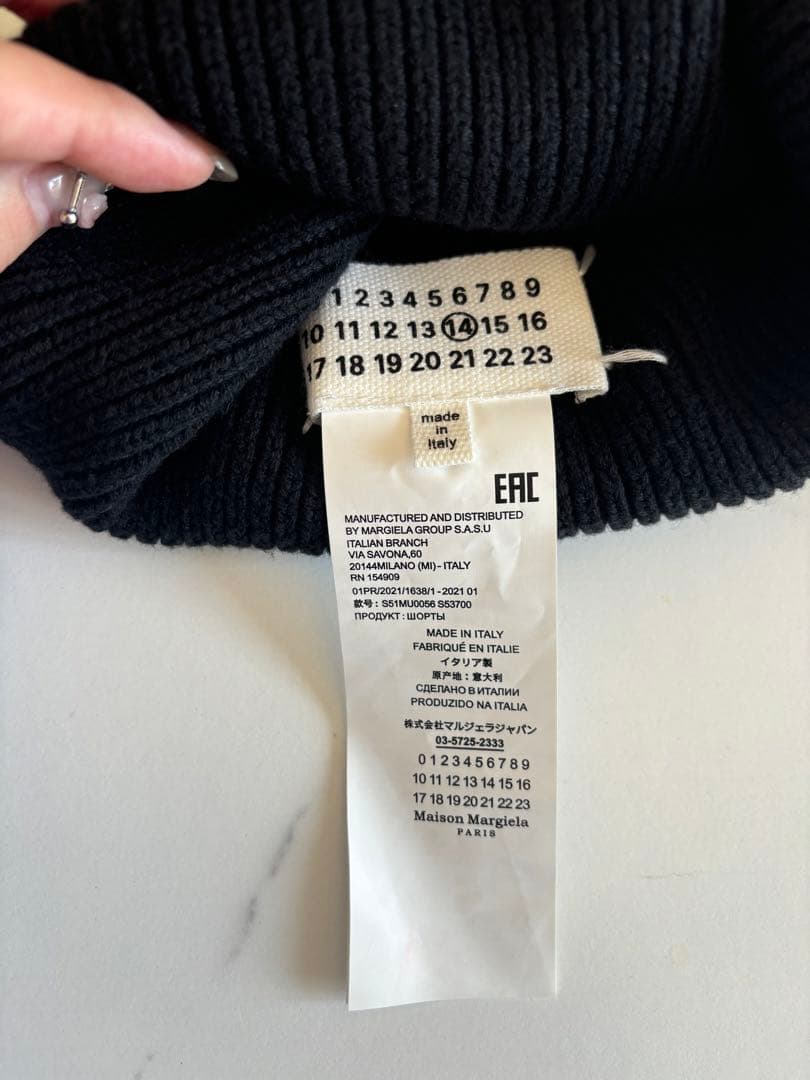 1 2 3 4 5 6 7 8 9
10 11 12 13 14 15 16
17 18 19 20 21 22 23
made
in
Italy
EAC
MANUFACTURED AND DISTRIBUTED
BY MARGIELA GROUP S.A.S.U
ITALIAN BRANCH
VIA SAVONA,60
20144MILANO (MI)- ITALY
RN 154909
01PR/2021/1638/1-2021 01
款号: S51MU0056 S53700
ПРОДУКТ: ШОРТЫ
MADE IN ITALY
FABRIQUÉ EN ITALIE
イタリア製
原产地: 意大利
СДЕЛАНО В ИТАЛИИ
PRODUZIDO NA ITALIA
株式会社マルジェラジャパン
03-5725-2333
0 1 2 3 4 5 6 7 8 9
10 11 12 13 14 15 16
17 18 19 20 21 22 23
Maison Margiela
PARIS